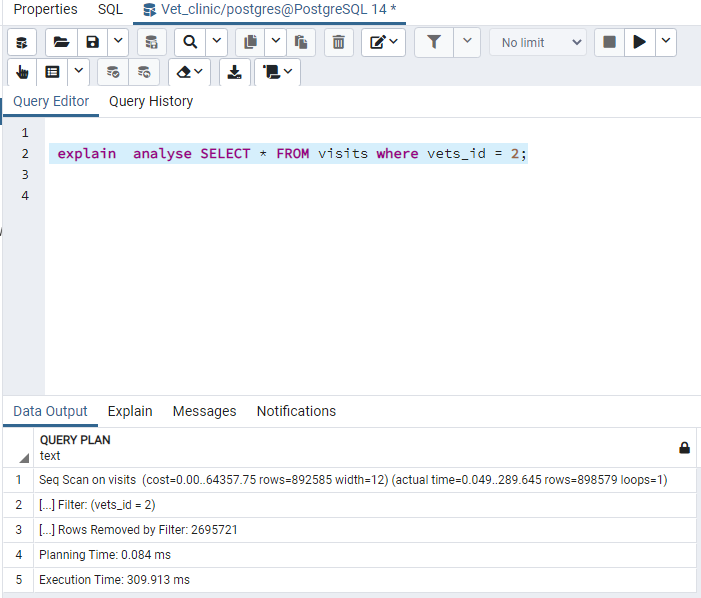 Properties SQL Vet_clinic/postgres@PostgreSQL 14 *
No limit
Query Editor Query History
1
2 explain  analyse SELECT * FROM visits where vets_id = 2;
3
4
Data Output Explain Messages Notifications
QUERY PLAN
text
1 Seq Scan on visits  (cost=0.00..64357.75 rows=892585 width=12) (actual time=0.049..289.645 rows=898579 loops=1)
2 [...] Filter: (vets_id = 2)
3 [...] Rows Removed by Filter: 2695721
4 Planning Time: 0.084 ms
5 Execution Time: 309.913 ms